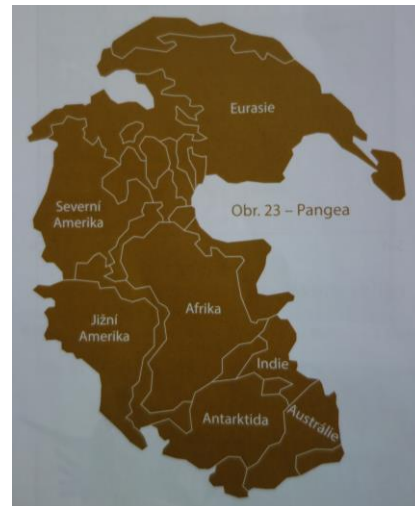 Eurasie
Severní
Amerika
Obr. 23 – Pangea
Afrika
Jižní
Amerika
Indie
Antarktida
Austrálie